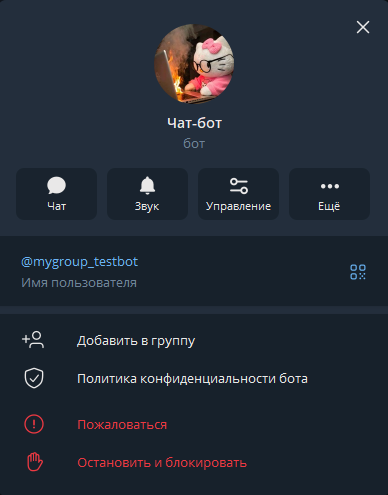 Чат-бот
бот
Чат
Звук
Управление
Ещё
@mygroup_testbot
Имя пользователя
Добавить в группу
Политика конфиденциальности бота
Пожаловаться
Остановить и блокировать